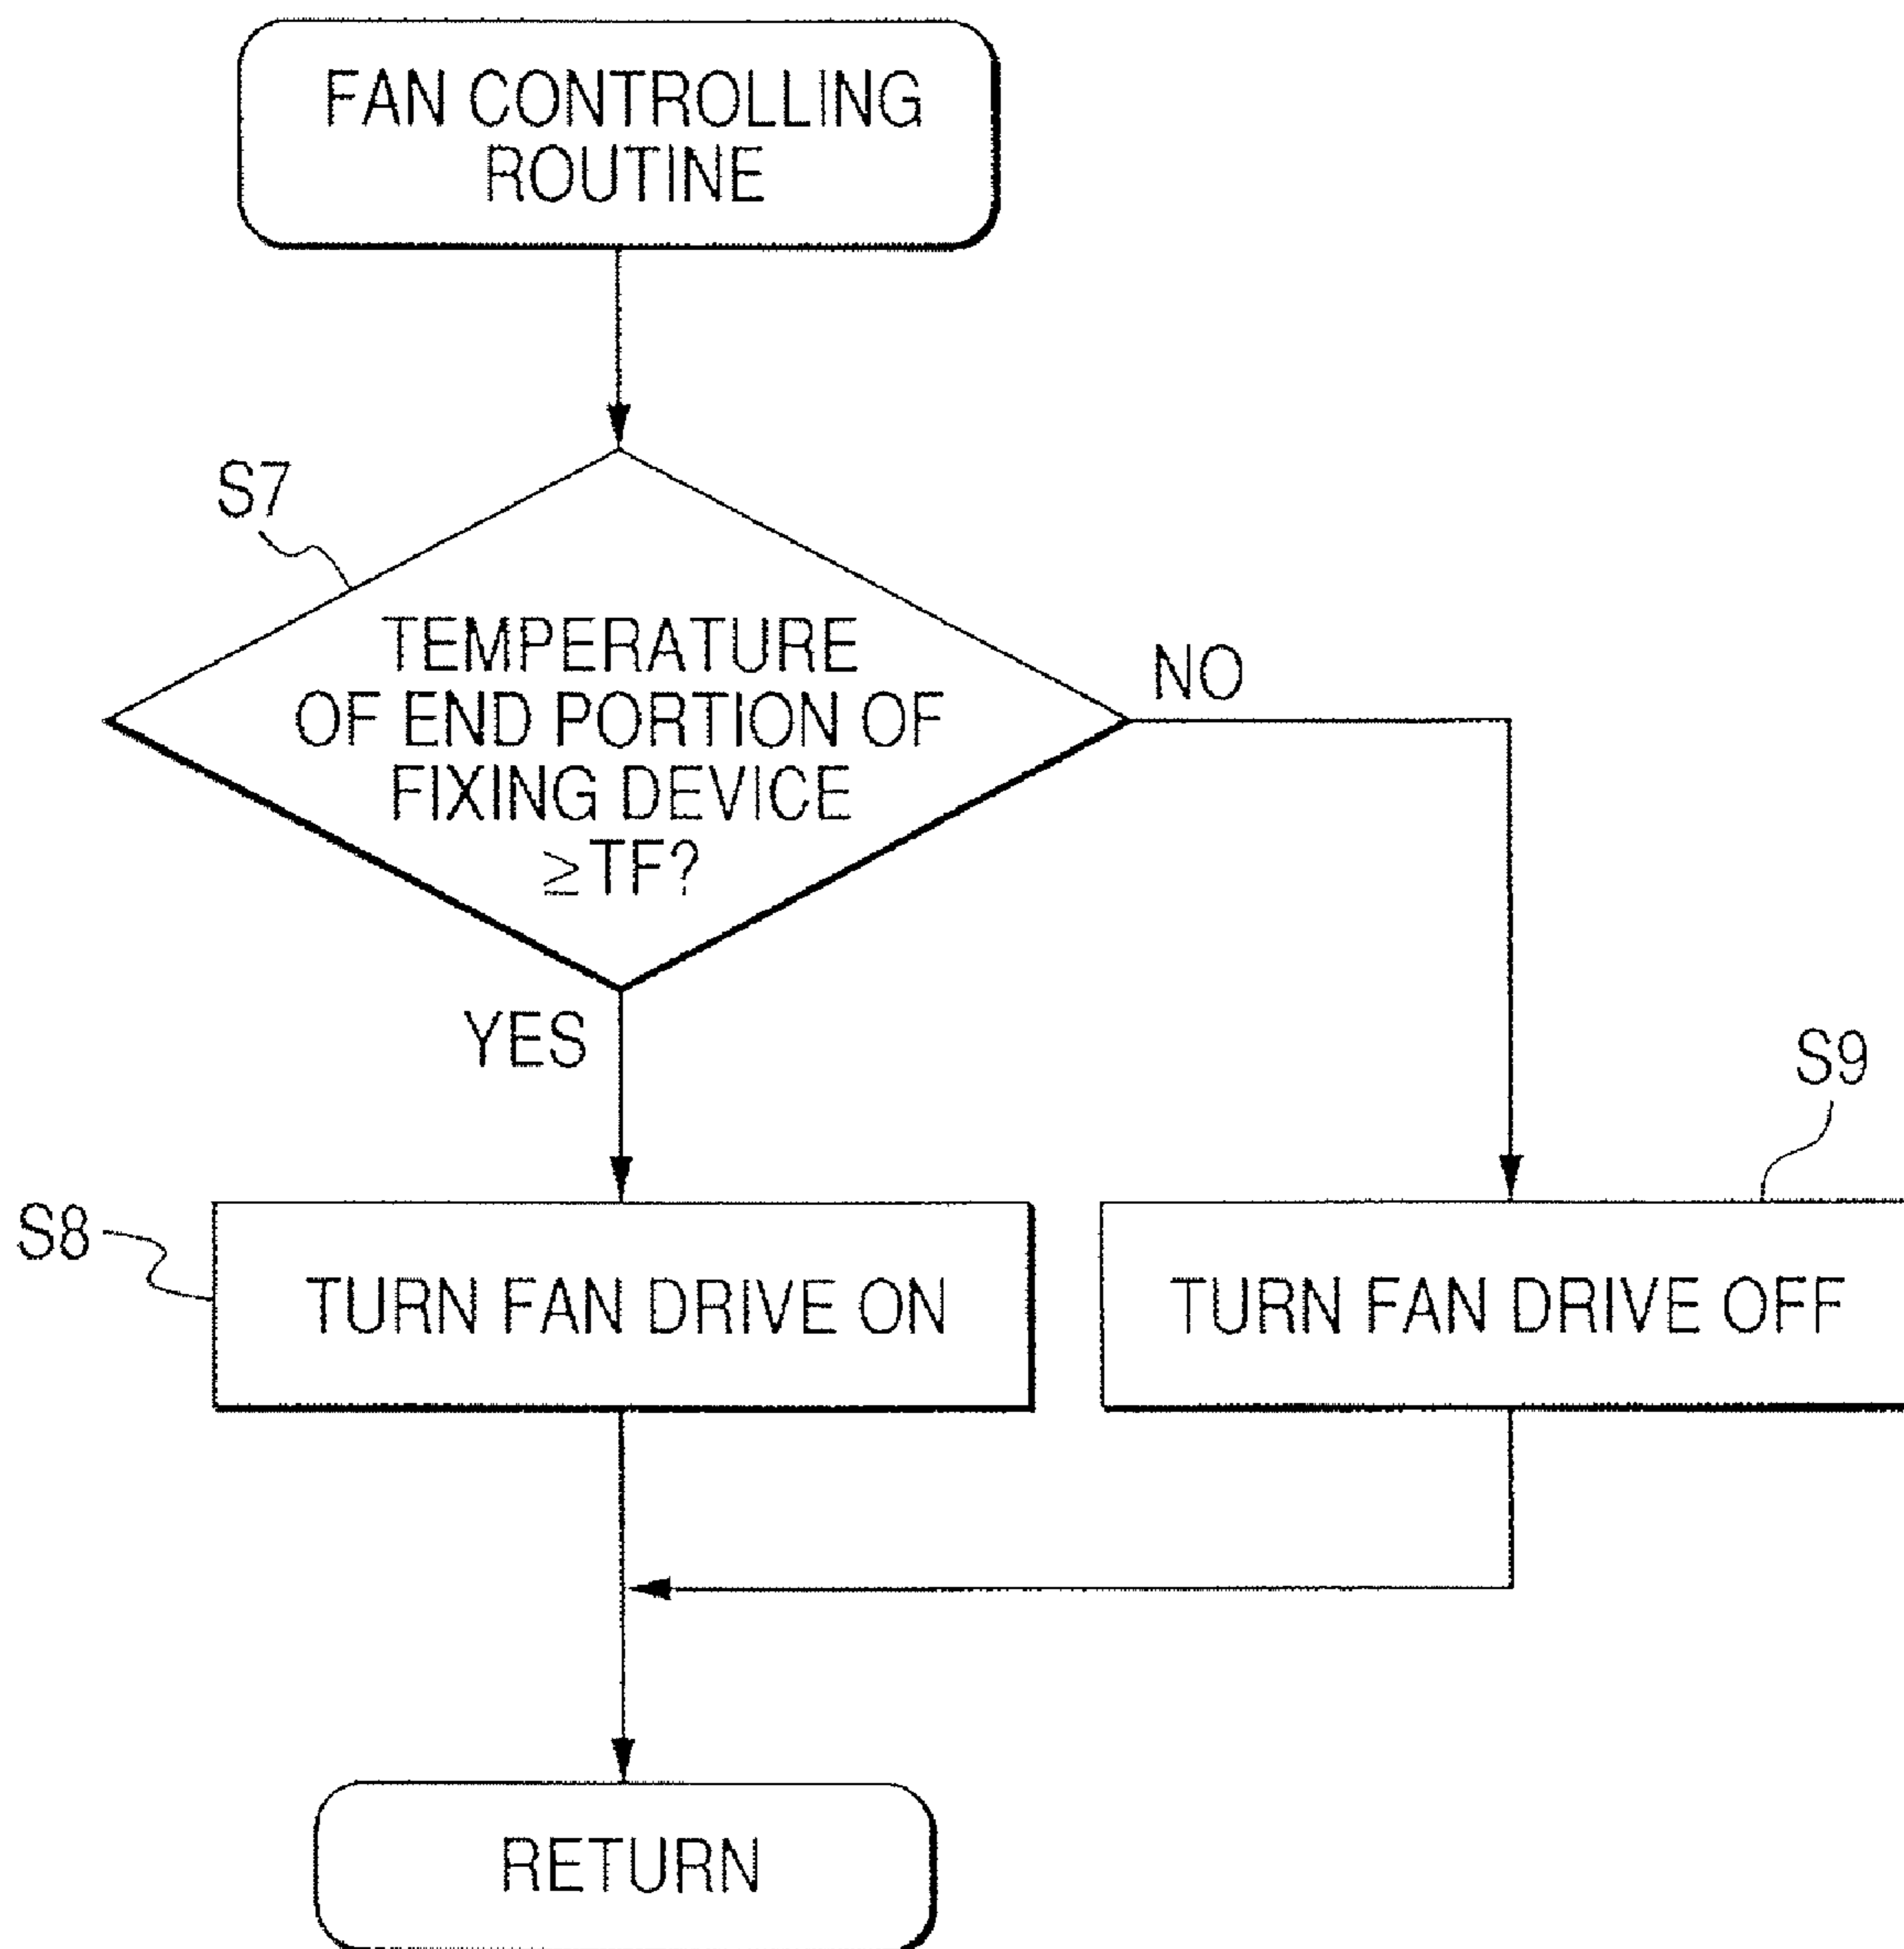 FAN CONTROLLING
ROUTINE
S7
TEMPERATURE
OF END PORTION OF
FIXING DEVICE
≥TF?
NO
YES
S8
TURN FAN DRIVE ON
S9
TURN FAN DRIVE OFF
RETURN